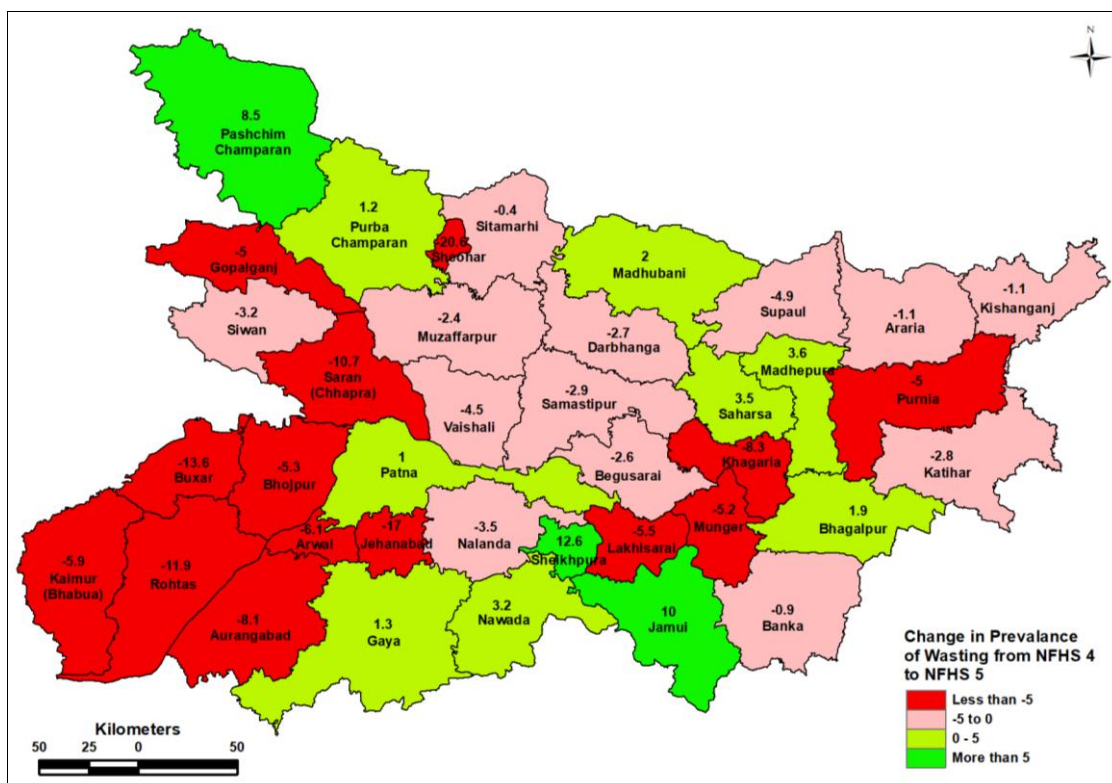 N
8.5
Pashchim
Champaran
1.2
Purba
Champaran
-0.4
Sitamarhi
-20.6
Sheohar
-5
Gopalganj
2
Madhubani
-3.2
Siwan
-2.4
Muzaffarpur
-2.7
Darbhanga
-4.9
Supaul
-1.1
Araria
-1.1
Kishanganj
-10.7
Saran
(Chhapra)
-4.5
Vaishali
-2.9
Samastipur
3.5
Saharsa
3.6
Madhepura
-5
Purnia
-13.6
Buxar
-5.3
Bhojpur
1
Patna
-2.6
Begusarai
-8.3
Khagaria
-2.8
Katihar
-5.9
Kaimur
(Bhabua)
-11.9
Rohtas
Arwal
-17
Jehanabad
-3.5
Nalanda
12.6
Sheikhpura
-5.5
Lakhisarai
-5.2
Munger
1.9
Bhagalpur
-8.1
Aurangabad
1.3
Gaya
3.2
Nawada
10
Jamui
-0.9
Banka
Change in Prevalance
of Wasting from NFHS 4
to NFHS 5
Less than -5
-5 to 0
0 - 5
More than 5
Kilometers
50 25 0 50